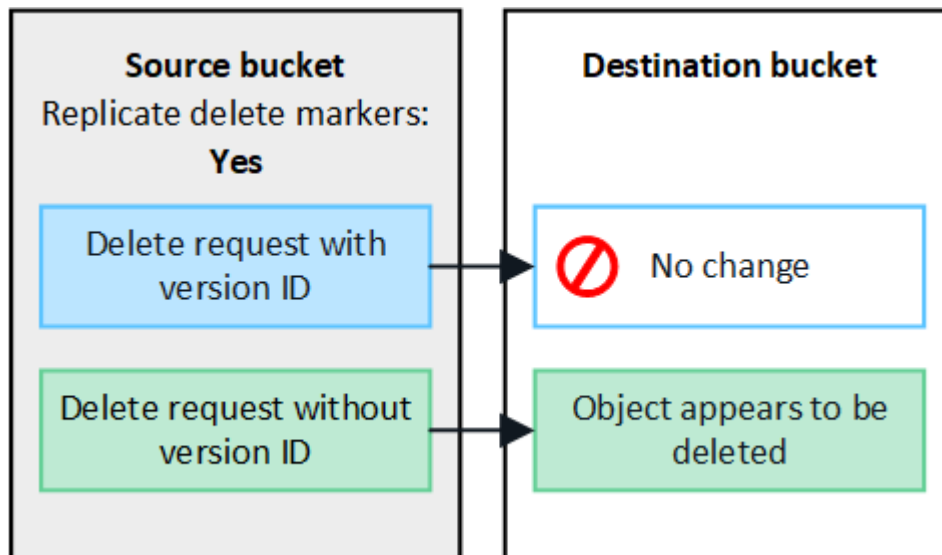 Source bucket
Replicate delete markers:
Yes
Delete request with
version ID
Delete request without
version ID
Destination bucket
No change
Object appears to be
deleted